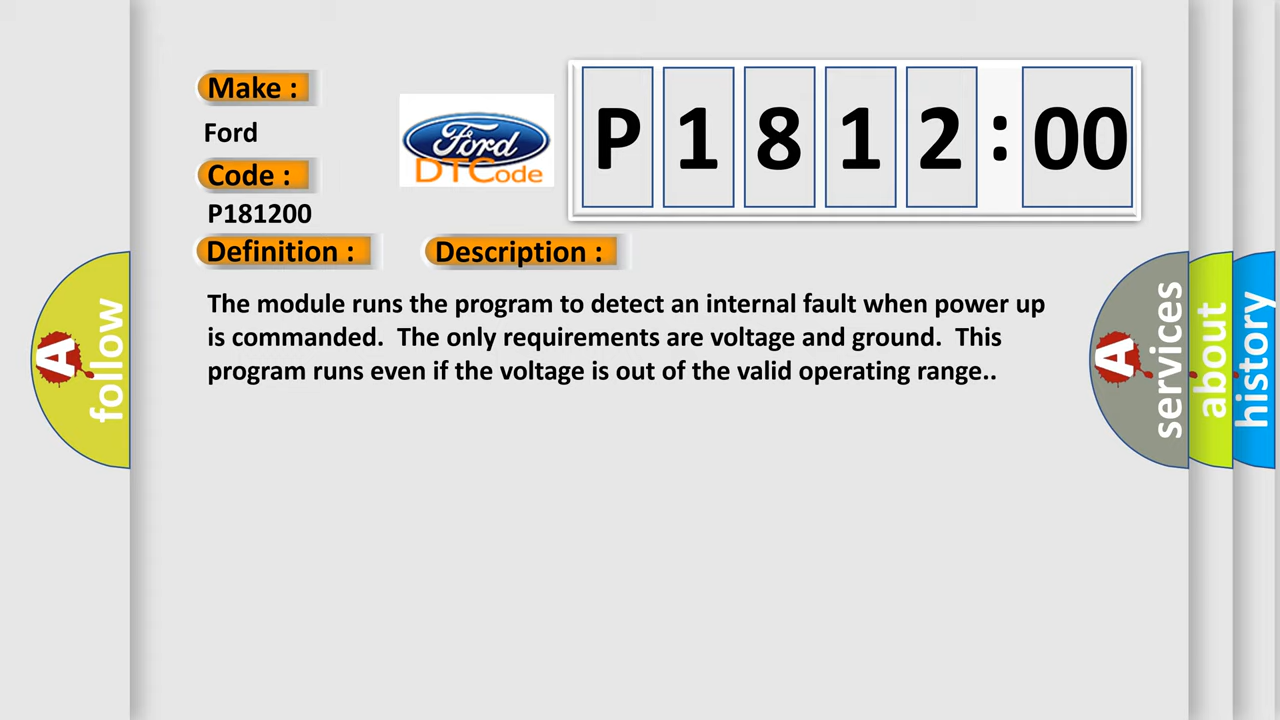 Make :
Ford
Code :
P181200
Definition :
Description :
Ford
DTCode
P 1 8 1 2 : 00
The module runs the program to detect an internal fault when power up
is commanded  The only requirements are voltage and ground  This
program runs even if the voltage is out of the valid operating range..
A
follow
A
services
about
history